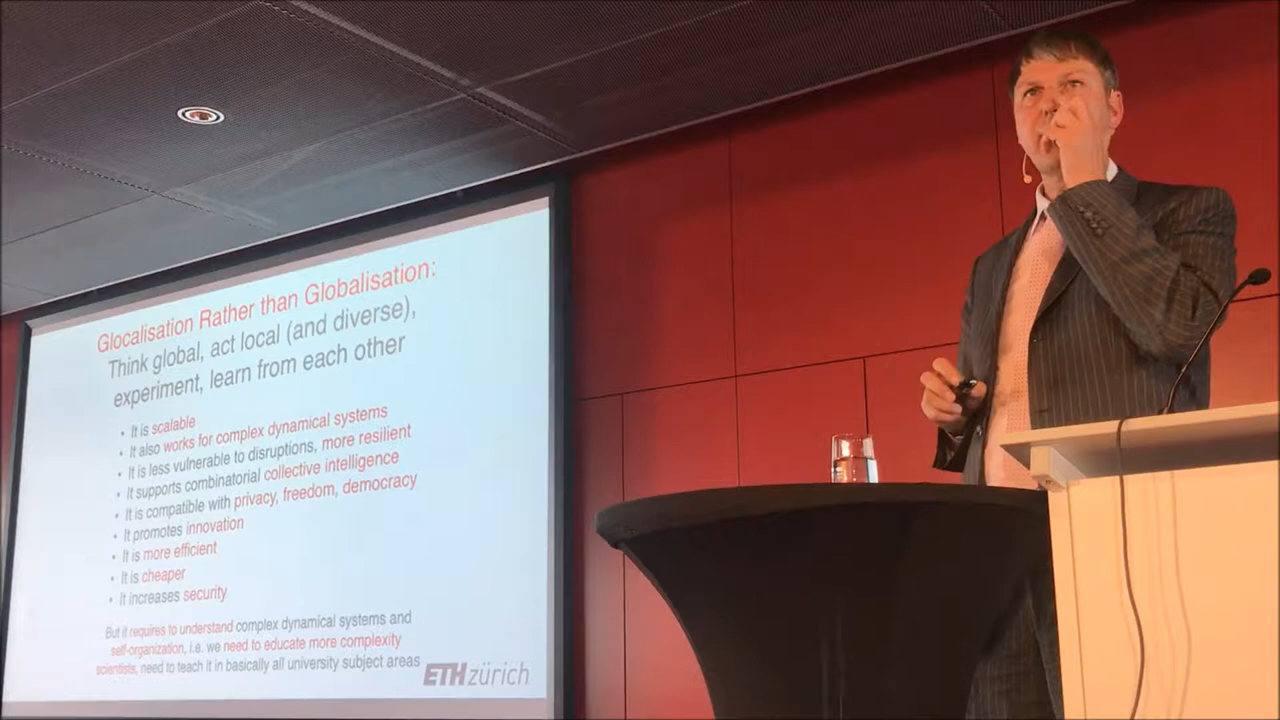 Glocalisation Rather than Globalisation:
Think global, act local (and diverse),
experiment, learn from each other
• It is scalable
• It also works for complex dynamical systems
• It is less vulnerable to disruptions, more resilient
• It supports combinatorial collective intelligence
• It is compatible with privacy, freedom, democracy
• It promotes innovation
• It is more efficient
• It is cheaper
• It increases security
But it requires to understand complex dynamical systems and
self-organization, i.e. we need to educate more complexity
scientists, need to teach it in basically all university subject areas
ETH zürich